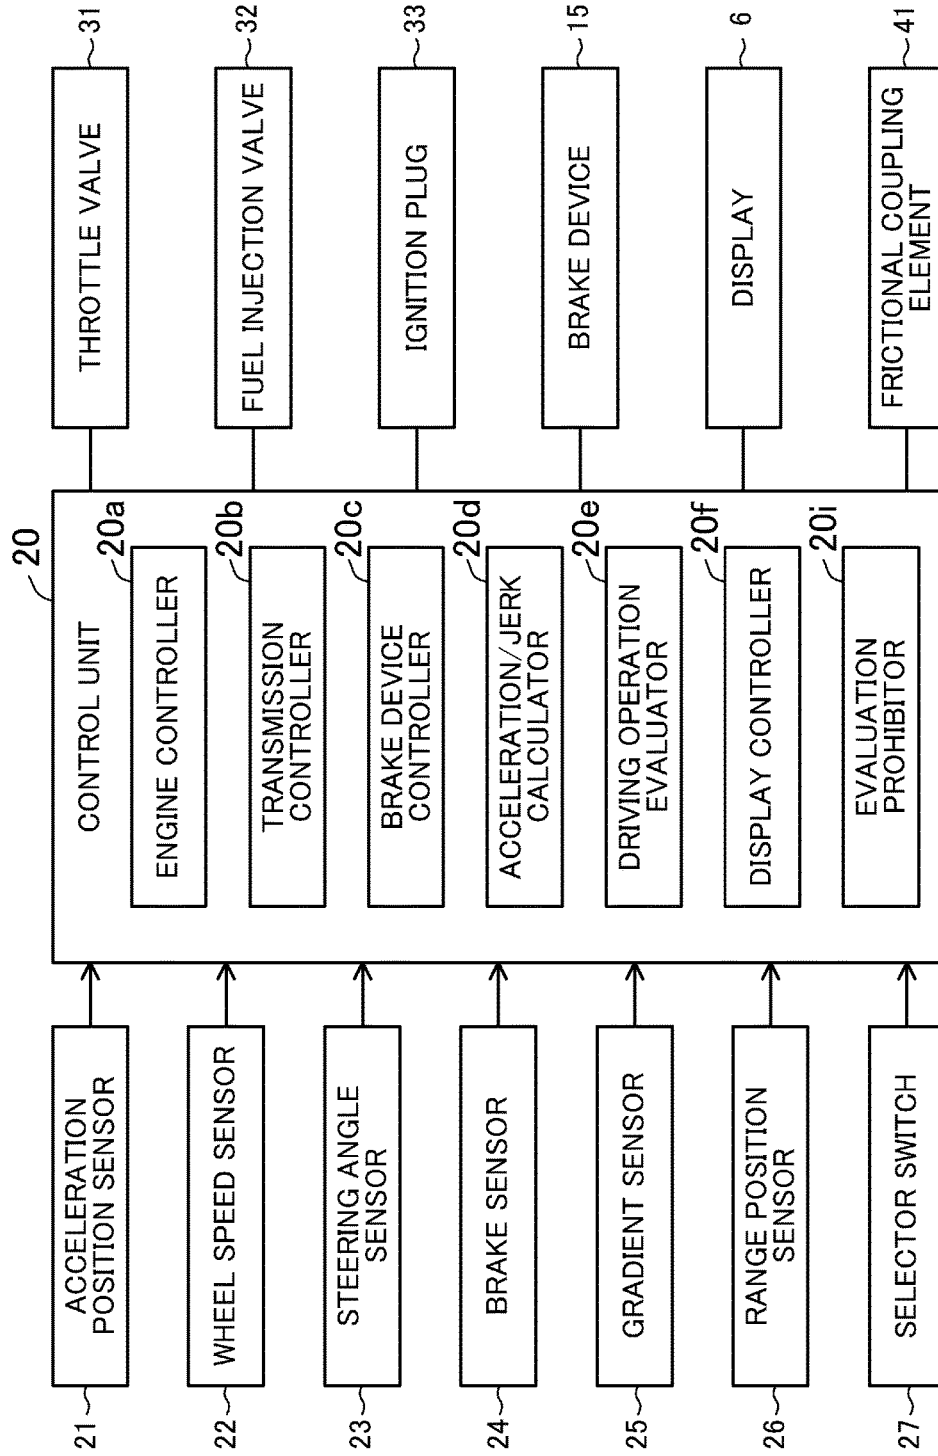 21
ACCELERATION
POSITION SENSOR
22
WHEEL SPEED SENSOR
23
STEERING ANGLE
SENSOR
24
BRAKE SENSOR
25
GRADIENT SENSOR
26
RANGE POSITION
SENSOR
27
SELECTOR SWITCH
20
CONTROL UNIT
20a
ENGINE CONTROLLER
20b
TRANSMISSION
CONTROLLER
20c
BRAKE DEVICE
CONTROLLER
20d
ACCELERATION/JERK
CALCULATOR
20e
DRIVING OPERATION
EVALUATOR
20f
DISPLAY CONTROLLER
20i
EVALUATION
PROHIBITOR
THROTTLE VALVE
31
FUEL INJECTION VALVE
32
IGNITION PLUG
33
BRAKE DEVICE
15
DISPLAY
6
FRICTIONAL COUPLING
ELEMENT
41